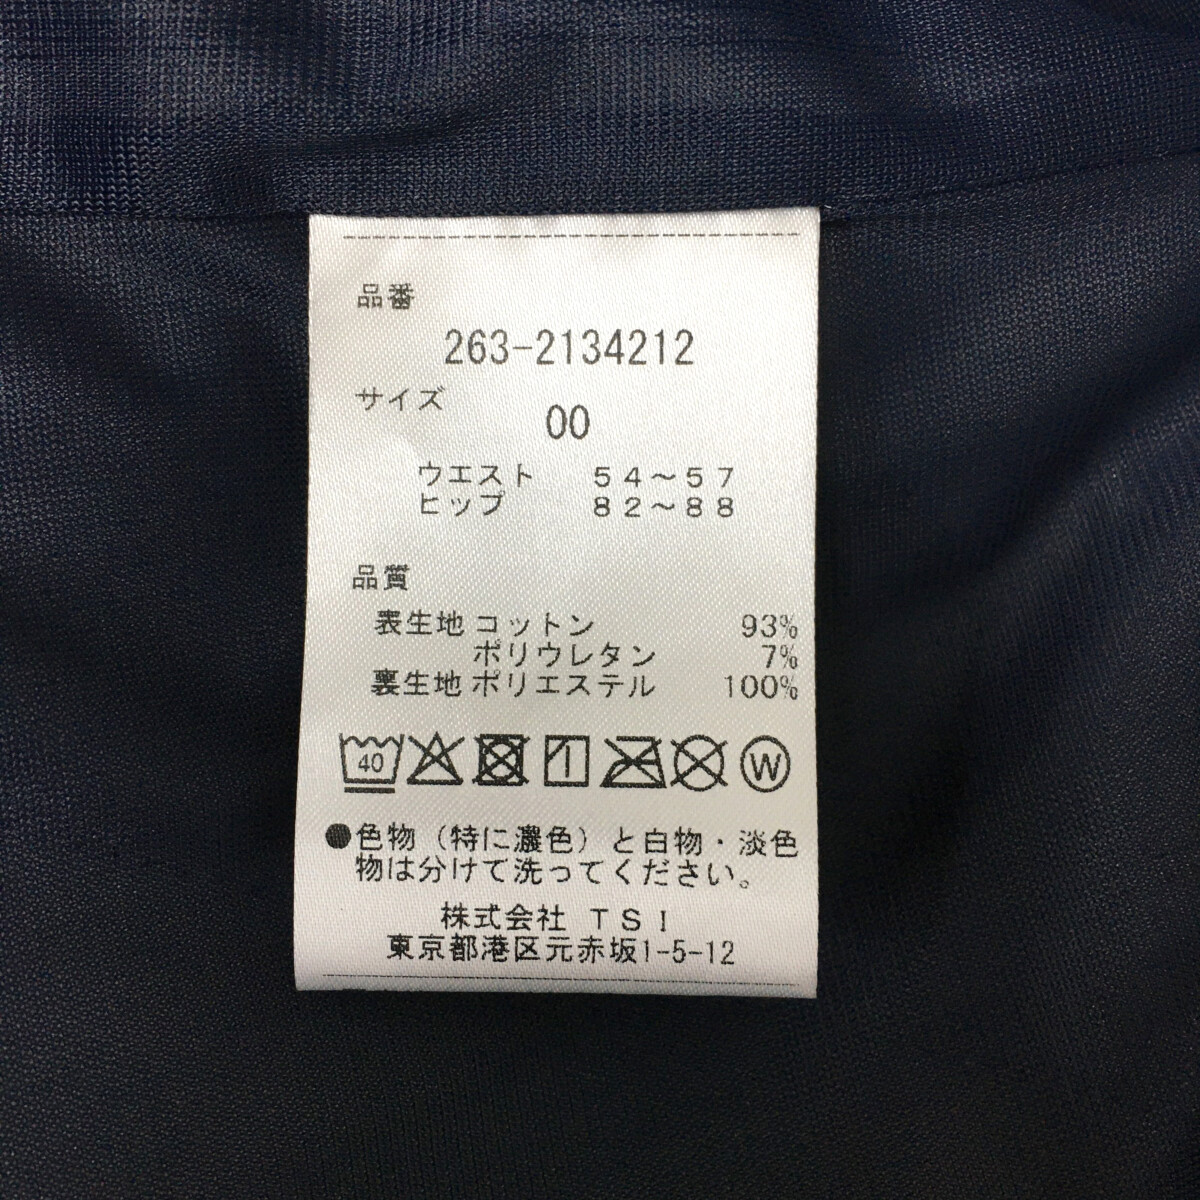 品番
263-2134212
サイズ
00
ウエスト 54～57
ヒップ 82～88
品質
表生地 コットン 93%
ポリウレタン 7%
裏生地 ポリエステル 100%
40 W
●色物（特に濃色）と白物・淡色
物は分けて洗ってください。
株式会社 TSI
東京都港区元赤坂1-5-12